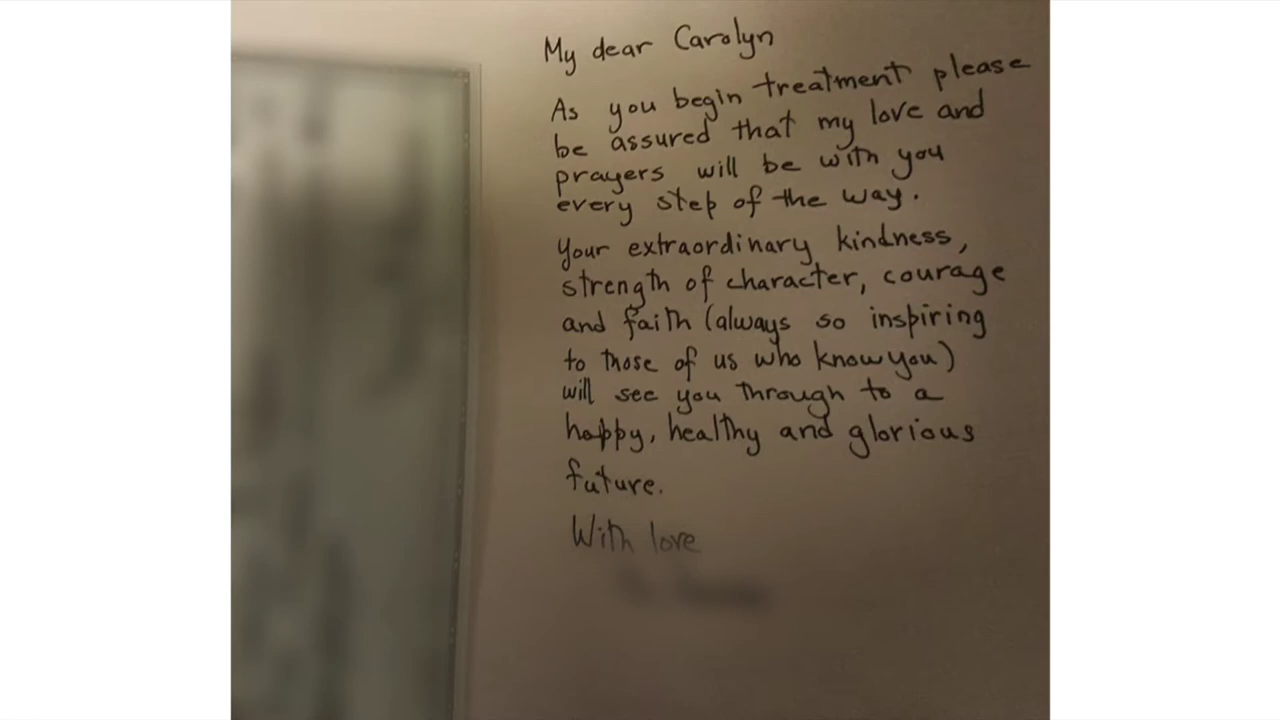 My dear Carolyn
As you begin treatment please
be assured that my love and
prayers will be with you
every step of the way.
Your extraordinary kindness,
strength of character, courage
and faith (always so inspiring
to those of us who know you)
will see you through to a
happy, healthy and glorious
future.
With love